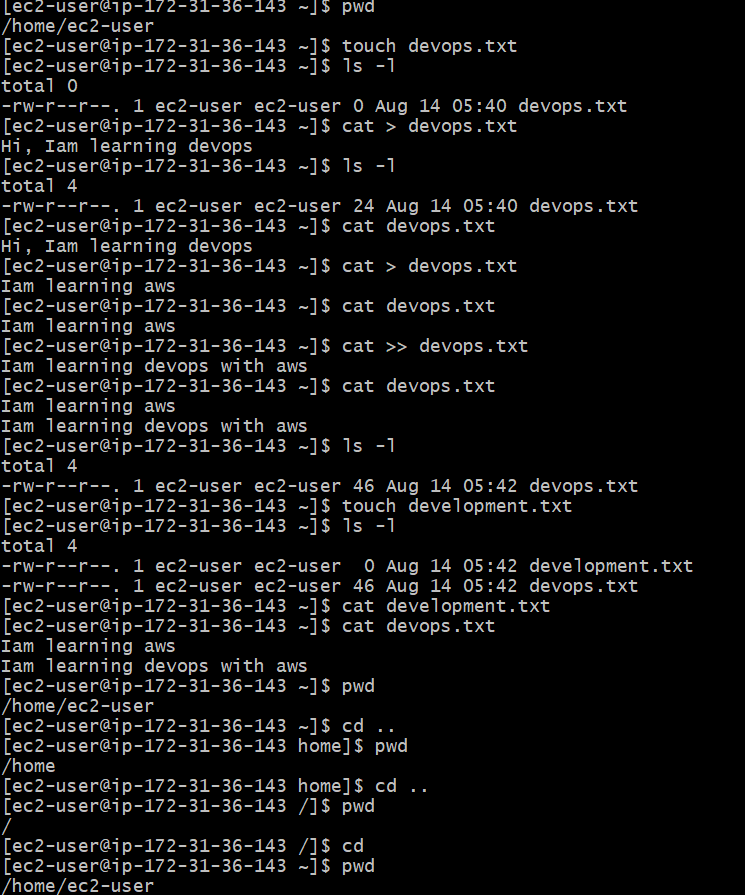 [ec2-user@ip-172-31-36-143 ~]$ pwd
/home/ec2-user
[ec2-user@ip-172-31-36-143 ~]$ touch devops.txt
[ec2-user@ip-172-31-36-143 ~]$ ls -l
total 0
-rw-r--r--. 1 ec2-user ec2-user 0 Aug 14 05:40 devops.txt
[ec2-user@ip-172-31-36-143 ~]$ cat > devops.txt
Hi, Iam learning devops
[ec2-user@ip-172-31-36-143 ~]$ ls -l
total 4
-rw-r--r--. 1 ec2-user ec2-user 24 Aug 14 05:40 devops.txt
[ec2-user@ip-172-31-36-143 ~]$ cat devops.txt
Hi, Iam learning devops
[ec2-user@ip-172-31-36-143 ~]$ cat > devops.txt
Iam learning aws
[ec2-user@ip-172-31-36-143 ~]$ cat devops.txt
Iam learning aws
[ec2-user@ip-172-31-36-143 ~]$ cat >> devops.txt
Iam learning devops with aws
[ec2-user@ip-172-31-36-143 ~]$ cat devops.txt
Iam learning aws
Iam learning devops with aws
[ec2-user@ip-172-31-36-143 ~]$ ls -l
total 4
-rw-r--r--. 1 ec2-user ec2-user 46 Aug 14 05:42 devops.txt
[ec2-user@ip-172-31-36-143 ~]$ touch development.txt
[ec2-user@ip-172-31-36-143 ~]$ ls -l
total 4
-rw-r--r--. 1 ec2-user ec2-user  0 Aug 14 05:42 development.txt
-rw-r--r--. 1 ec2-user ec2-user 46 Aug 14 05:42 devops.txt
[ec2-user@ip-172-31-36-143 ~]$ cat development.txt
[ec2-user@ip-172-31-36-143 ~]$ cat devops.txt
Iam learning aws
Iam learning devops with aws
[ec2-user@ip-172-31-36-143 ~]$ pwd
/home/ec2-user
[ec2-user@ip-172-31-36-143 ~]$ cd ..
[ec2-user@ip-172-31-36-143 home]$ pwd
/home
[ec2-user@ip-172-31-36-143 home]$ cd ..
[ec2-user@ip-172-31-36-143 /]$ pwd
/
[ec2-user@ip-172-31-36-143 /]$ cd
[ec2-user@ip-172-31-36-143 ~]$ pwd
/home/ec2-user